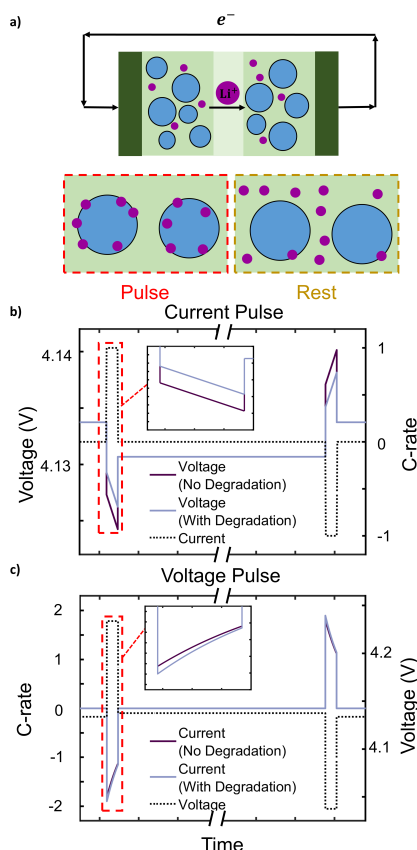 a)
e⁻
Li⁺
Pulse
Rest
b)
Current Pulse
4.14
4.13
Voltage (V)
1
0
-1
C-rate
Voltage
(No Degradation)
Voltage
(With Degradation)
Current
c)
Voltage Pulse
2
1
0
-1
-2
C-rate
4.2
4.1
Voltage (V)
Current
(No Degradation)
Current
(With Degradation)
Voltage
Time